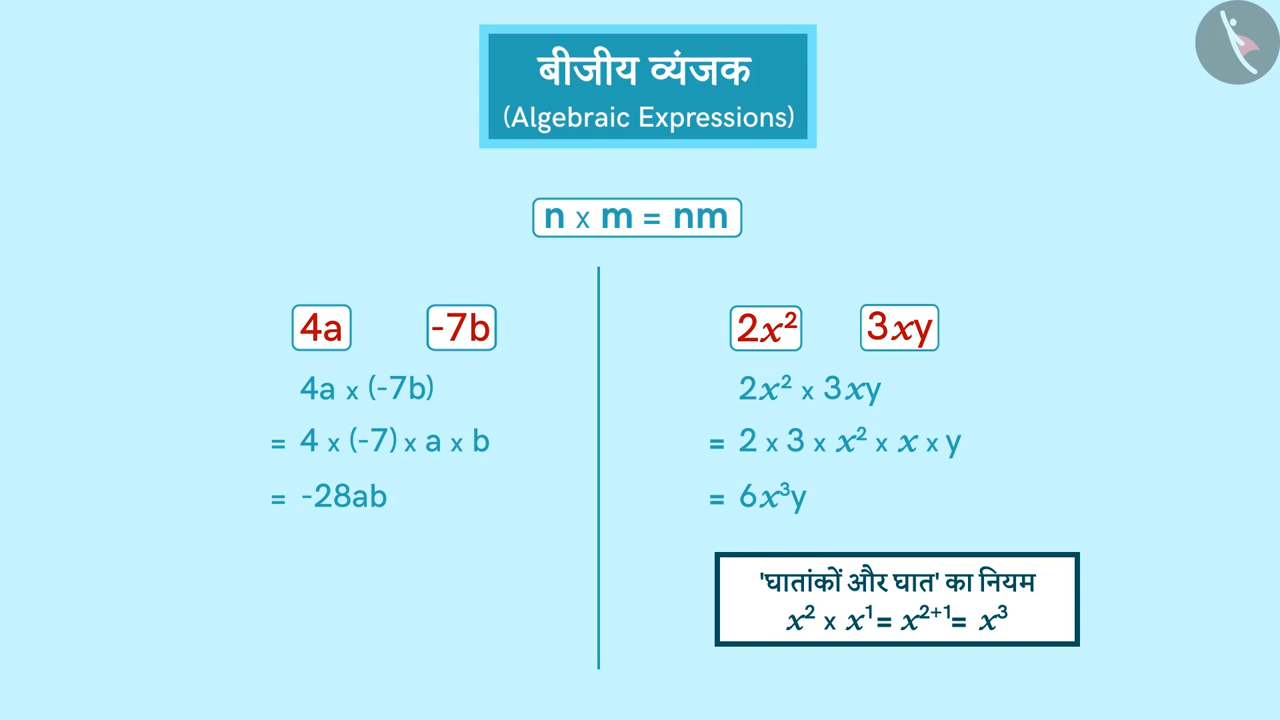 बीजीय व्यंजक
(Algebraic Expressions)
n x m = nm
4a
-7b
4a x (-7b)
= 4 x (-7) x a x b
= -28ab
2x²
3xy
2x² x 3xy
= 2 x 3 x x² x x x y
= 6x³y
'घातांकों और घात' का नियम
x² x x¹= x²⁺¹= x³